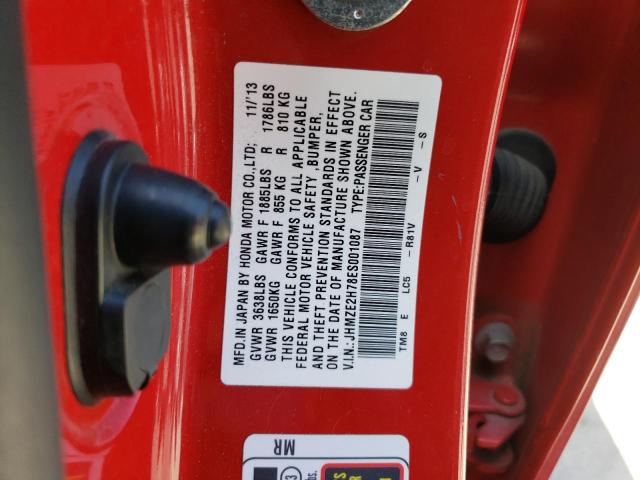 MFD.IN JAPAN BY HONDA MOTOR CO.,LTD; 11/'13
GVWR 3638LBS GAWR F 1885LBS R 1786LBS
GVWR 1650KG GAWR F 855 KG R 810 KG
THIS VEHICLE CONFORMS TO ALL APPLICABLE
FEDERAL MOTOR VEHICLE SAFETY ,BUMPER,
AND THEFT PREVENTION STANDARDS IN EFFECT
ON THE DATE OF MANUFACTURE SHOWN ABOVE.
V.I.N.: JHMZE2H78ES001087 TYPE:PASSENGER CAR
TM8 E LC5 - R81V - V - S
MR